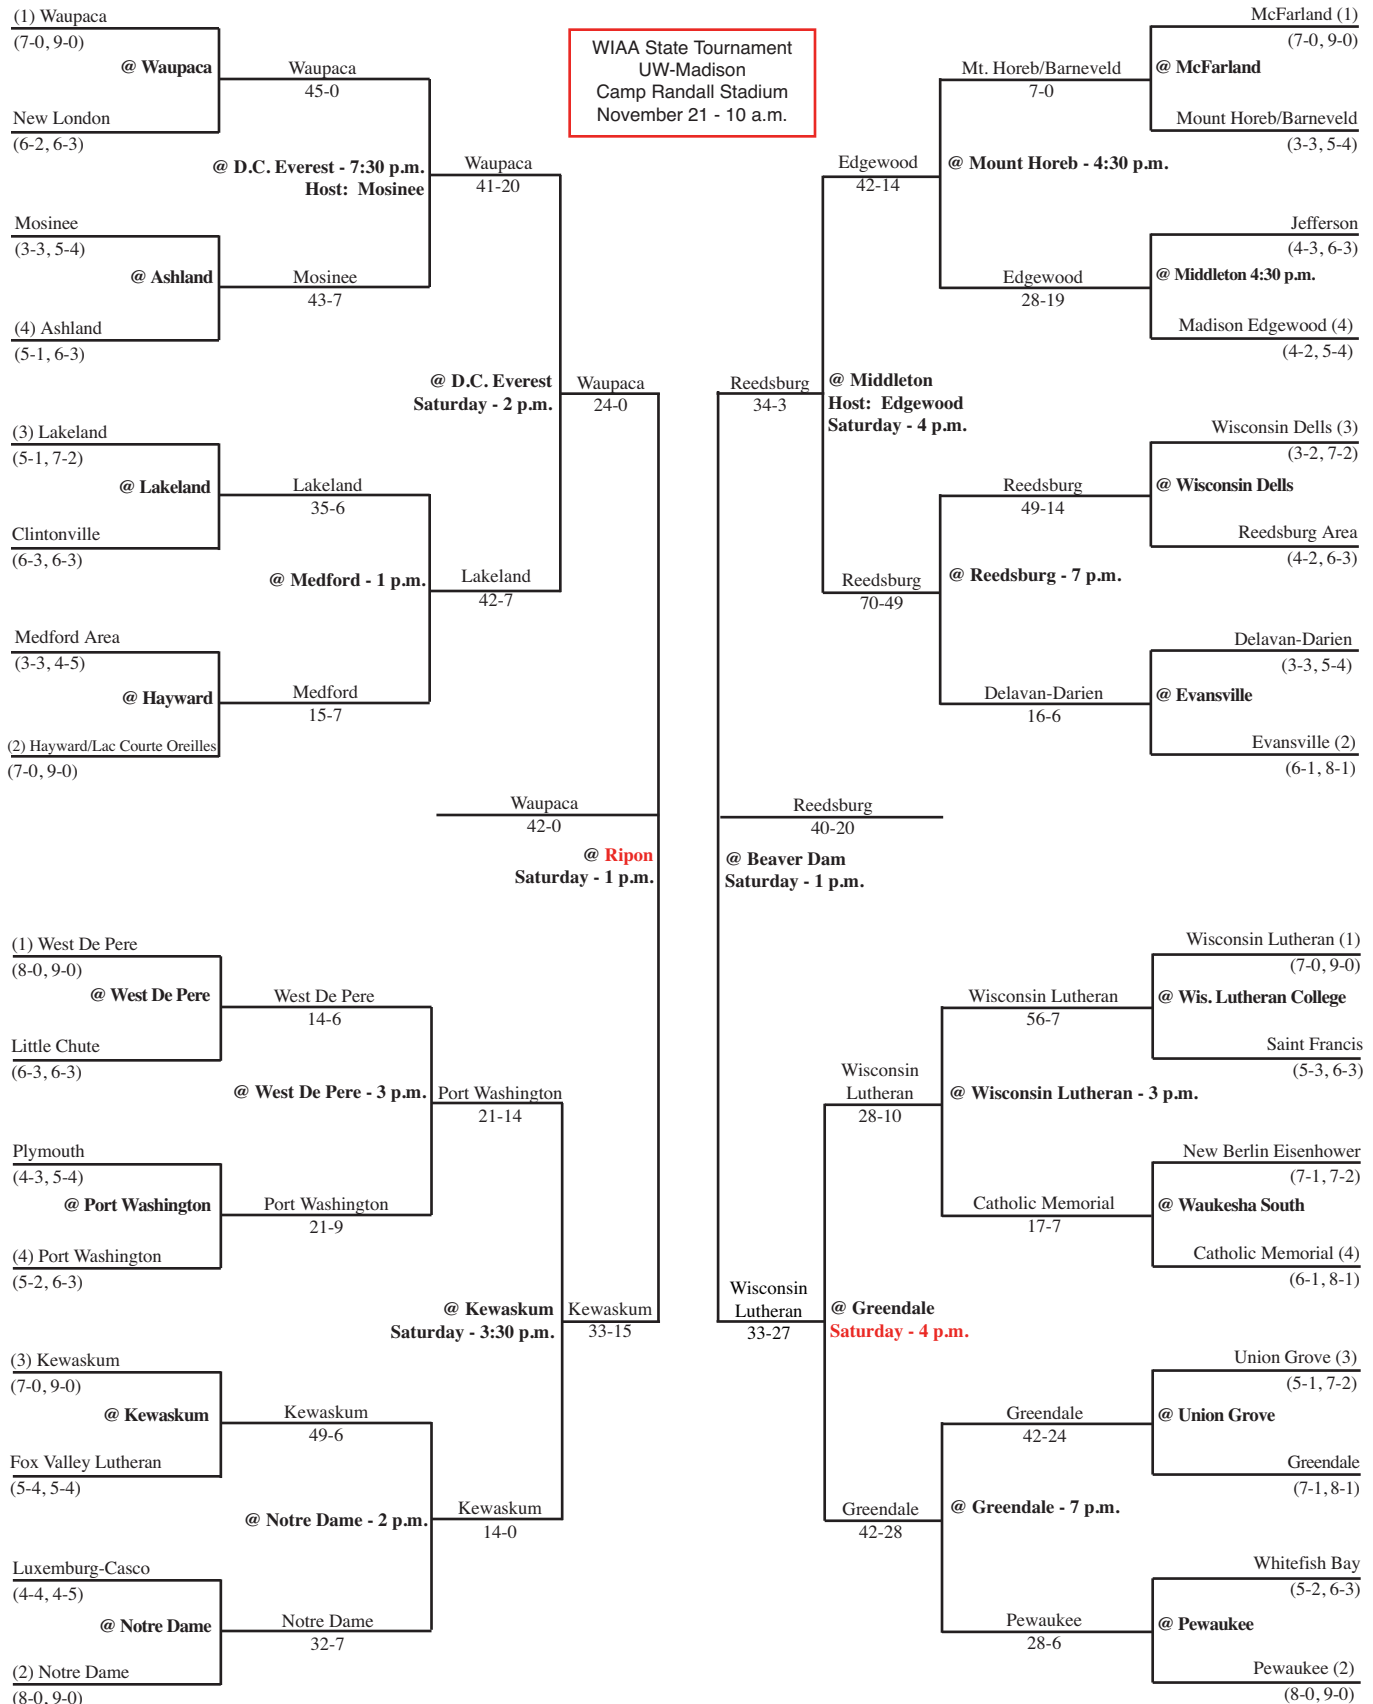 WIAA State Tournament
UW-Madison
Camp Randall Stadium
November 21 - 10 a.m.
(1) Waupaca
(7-0, 9-0)
@ Waupaca
New London
(6-2, 6-3)
Waupaca
45-0
@ D.C. Everest - 7:30 p.m.
Host: Mosinee
Mosinee
(3-3, 5-4)
@ Ashland
(4) Ashland
(5-1, 6-3)
Mosinee
43-7
Waupaca
41-20
@ D.C. Everest
Saturday - 2 p.m.
(3) Lakeland
(5-1, 7-2)
@ Lakeland
Clintonville
(6-3, 6-3)
Lakeland
35-6
@ Medford - 1 p.m.
Medford Area
(3-3, 4-5)
@ Hayward
(2) Hayward/Lac Courte Oreilles
(7-0, 9-0)
Medford
15-7
Lakeland
42-7
Waupaca
24-0
Waupaca
42-0
@ Ripon
Saturday - 1 p.m.
(1) West De Pere
(8-0, 9-0)
@ West De Pere
Little Chute
(6-3, 6-3)
West De Pere
14-6
@ West De Pere - 3 p.m.
Plymouth
(4-3, 5-4)
@ Port Washington
(4) Port Washington
(5-2, 6-3)
Port Washington
21-9
Port Washington
21-14
@ Kewaskum
Saturday - 3:30 p.m.
(3) Kewaskum
(7-0, 9-0)
@ Kewaskum
Fox Valley Lutheran
(5-4, 5-4)
Kewaskum
49-6
@ Notre Dame - 2 p.m.
Luxemburg-Casco
(4-4, 4-5)
@ Notre Dame
(2) Notre Dame
(8-0, 9-0)
Notre Dame
32-7
Kewaskum
14-0
Kewaskum
33-15
McFarland (1)
(7-0, 9-0)
@ McFarland
Mount Horeb/Barneveld
(3-3, 5-4)
Mt. Horeb/Barneveld
7-0
@ Mount Horeb - 4:30 p.m.
Jefferson
(4-3, 6-3)
@ Middleton 4:30 p.m.
Madison Edgewood (4)
(4-2, 5-4)
Edgewood
28-19
Edgewood
42-14
@ Middleton
Host: Edgewood
Saturday - 4 p.m.
Wisconsin Dells (3)
(3-2, 7-2)
@ Wisconsin Dells
Reedsburg Area
(4-2, 6-3)
Reedsburg
49-14
@ Reedsburg - 7 p.m.
Delavan-Darien
(3-3, 5-4)
@ Evansville
Evansville (2)
(6-1, 8-1)
Delavan-Darien
16-6
Reedsburg
70-49
Reedsburg
34-3
Reedsburg
40-20
@ Beaver Dam
Saturday - 1 p.m.
Wisconsin Lutheran (1)
(7-0, 9-0)
@ Wis. Lutheran College
Saint Francis
(5-3, 6-3)
Wisconsin Lutheran
56-7
@ Wisconsin Lutheran - 3 p.m.
New Berlin Eisenhower
(7-1, 7-2)
@ Waukesha South
Catholic Memorial (4)
(6-1, 8-1)
Catholic Memorial
17-7
Wisconsin
Lutheran
28-10
@ Greendale
Saturday - 4 p.m.
Union Grove (3)
(5-1, 7-2)
@ Union Grove
Greendale
(7-1, 8-1)
Greendale
42-24
@ Greendale - 7 p.m.
Whitefish Bay
(5-2, 6-3)
@ Pewaukee
Pewaukee (2)
(8-0, 9-0)
Pewaukee
28-6
Greendale
42-28
Wisconsin
Lutheran
33-27